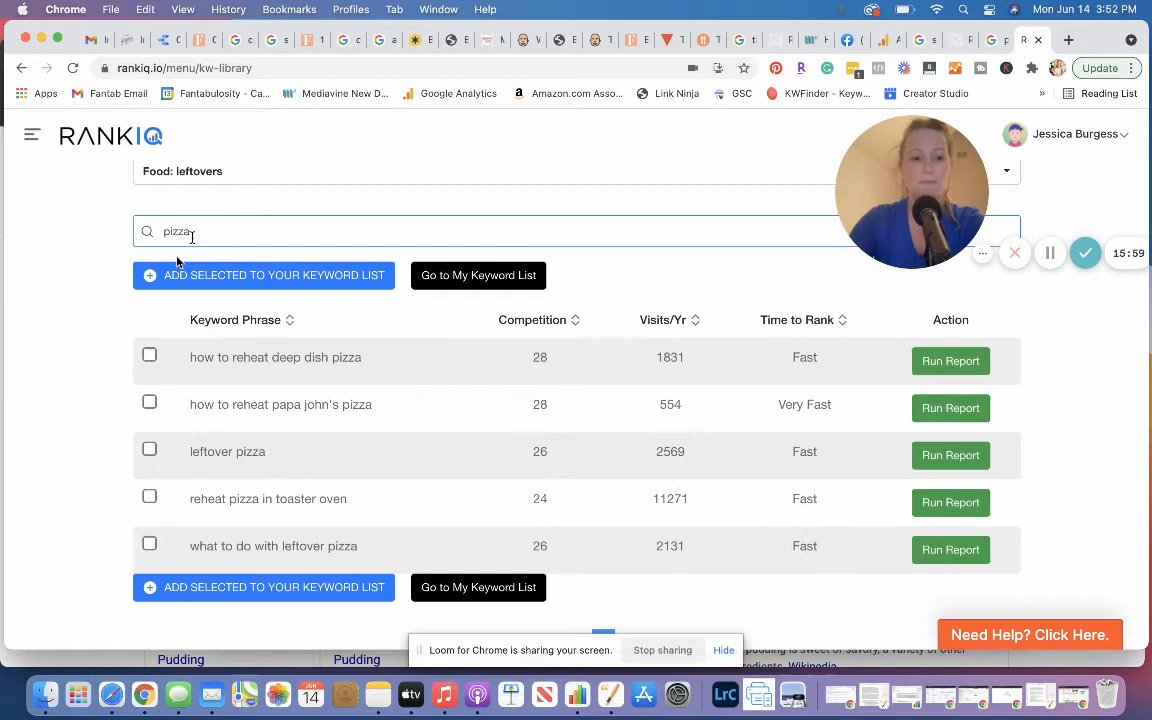 Chrome File Edit View History Bookmarks Profiles Tab Window Help Mon Jun 14 3:52 PM
rankiq.io/menu/kw-library Update
Apps Fantab Email Fantabulosity - Ca... Mediavine New D... Google Analytics Amazon.com Asso... Link Ninja GSC KWFinder - Keyw... Creator Studio » Reading List
RANKIQ Jessica Burgess
Food: leftovers
pizza
15:59
ADD SELECTED TO YOUR KEYWORD LIST Go to My Keyword List
Keyword Phrase Competition Visits/Yr Time to Rank Action
how to reheat deep dish pizza 28 1831 Fast Run Report
how to reheat papa john's pizza 28 554 Very Fast Run Report
leftover pizza 26 2569 Fast Run Report
reheat pizza in toaster oven 24 11271 Fast Run Report
what to do with leftover pizza 26 2131 Fast Run Report
ADD SELECTED TO YOUR KEYWORD LIST Go to My Keyword List
Need Help? Click Here.
Loom for Chrome is sharing your screen. Stop sharing Hide
Pudding Pudding Wikipedia
JUN 14 tv LrC